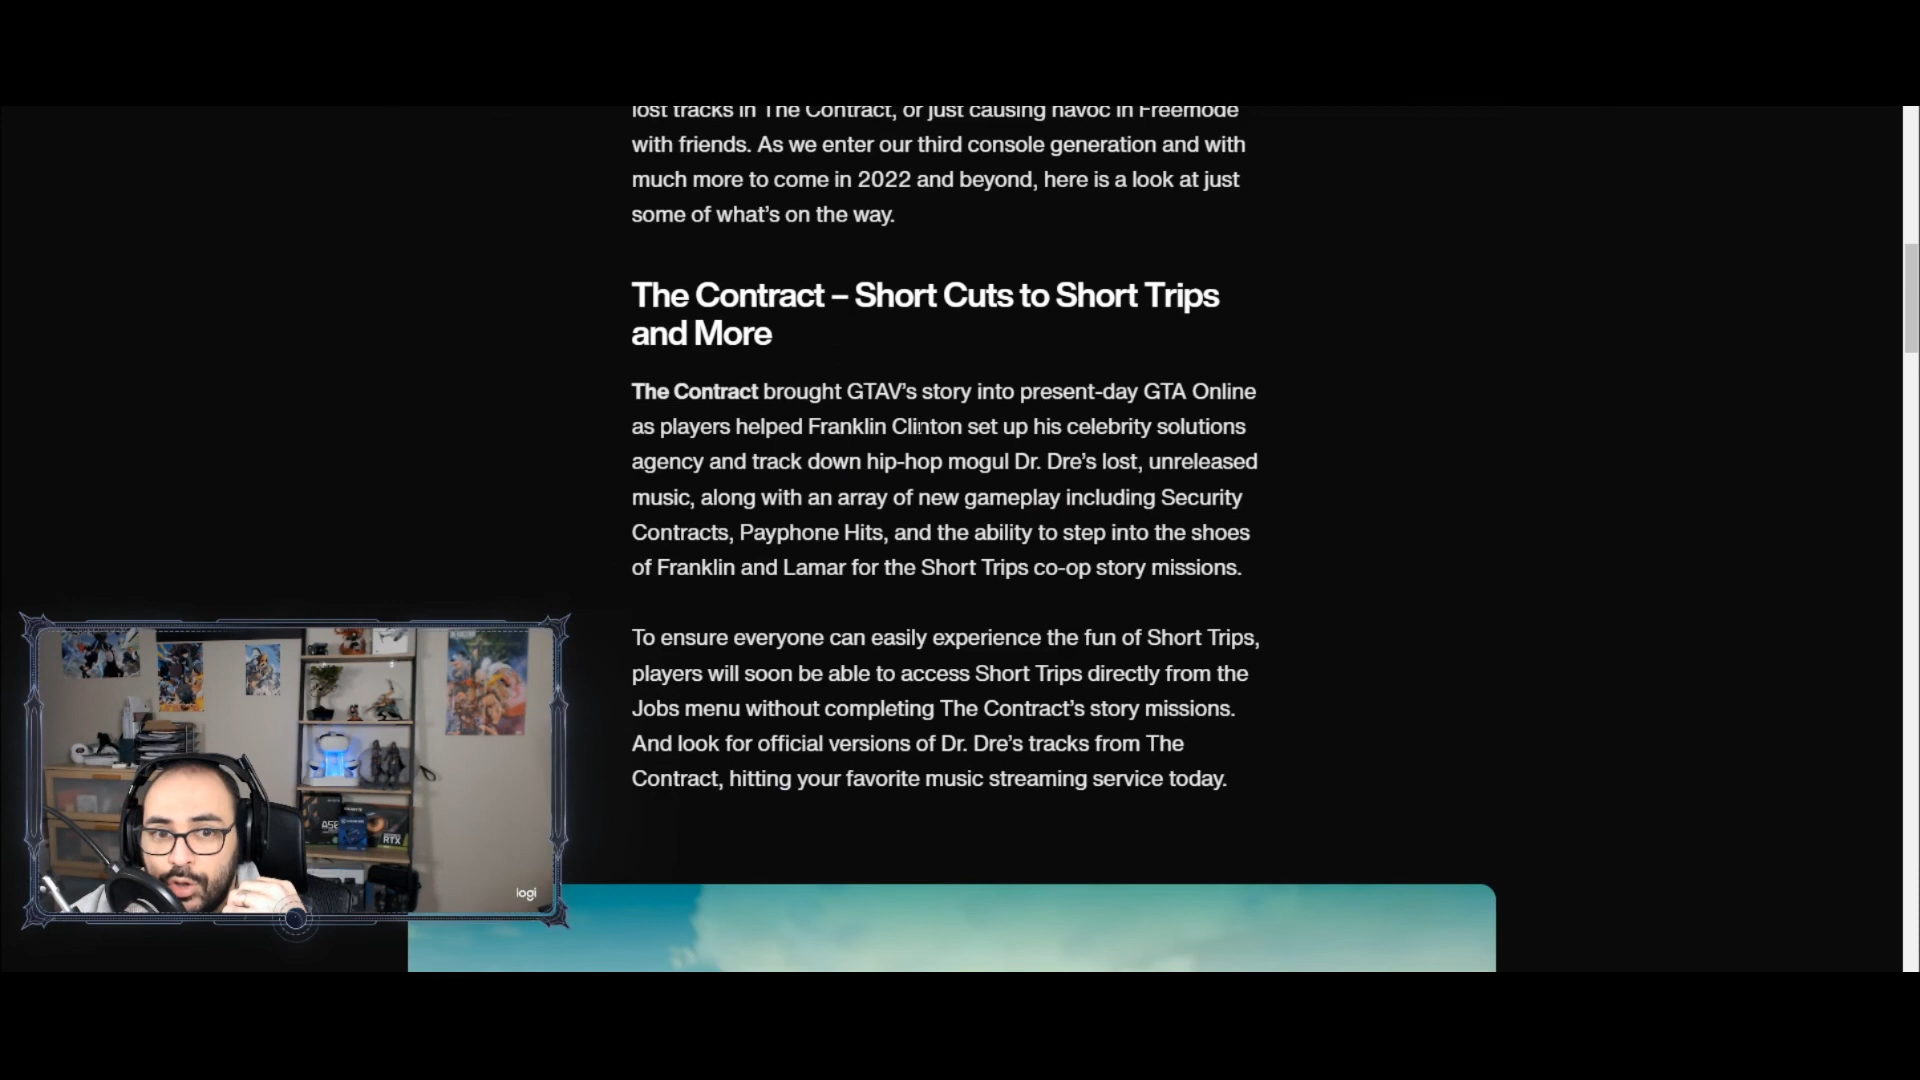 lost tracks in The Contract, or just causing havoc in Freemode
with friends. As we enter our third console generation and with
much more to come in 2022 and beyond, here is a look at just
some of what’s on the way.
The Contract – Short Cuts to Short Trips
and More
The Contract brought GTAV’s story into present-day GTA Online
as players helped Franklin Clinton set up his celebrity solutions
agency and track down hip-hop mogul Dr. Dre’s lost, unreleased
music, along with an array of new gameplay including Security
Contracts, Payphone Hits, and the ability to step into the shoes
of Franklin and Lamar for the Short Trips co-op story missions.
To ensure everyone can easily experience the fun of Short Trips,
players will soon be able to access Short Trips directly from the
Jobs menu without completing The Contract’s story missions.
And look for official versions of Dr. Dre’s tracks from The
Contract, hitting your favorite music streaming service today.
RTX
logi